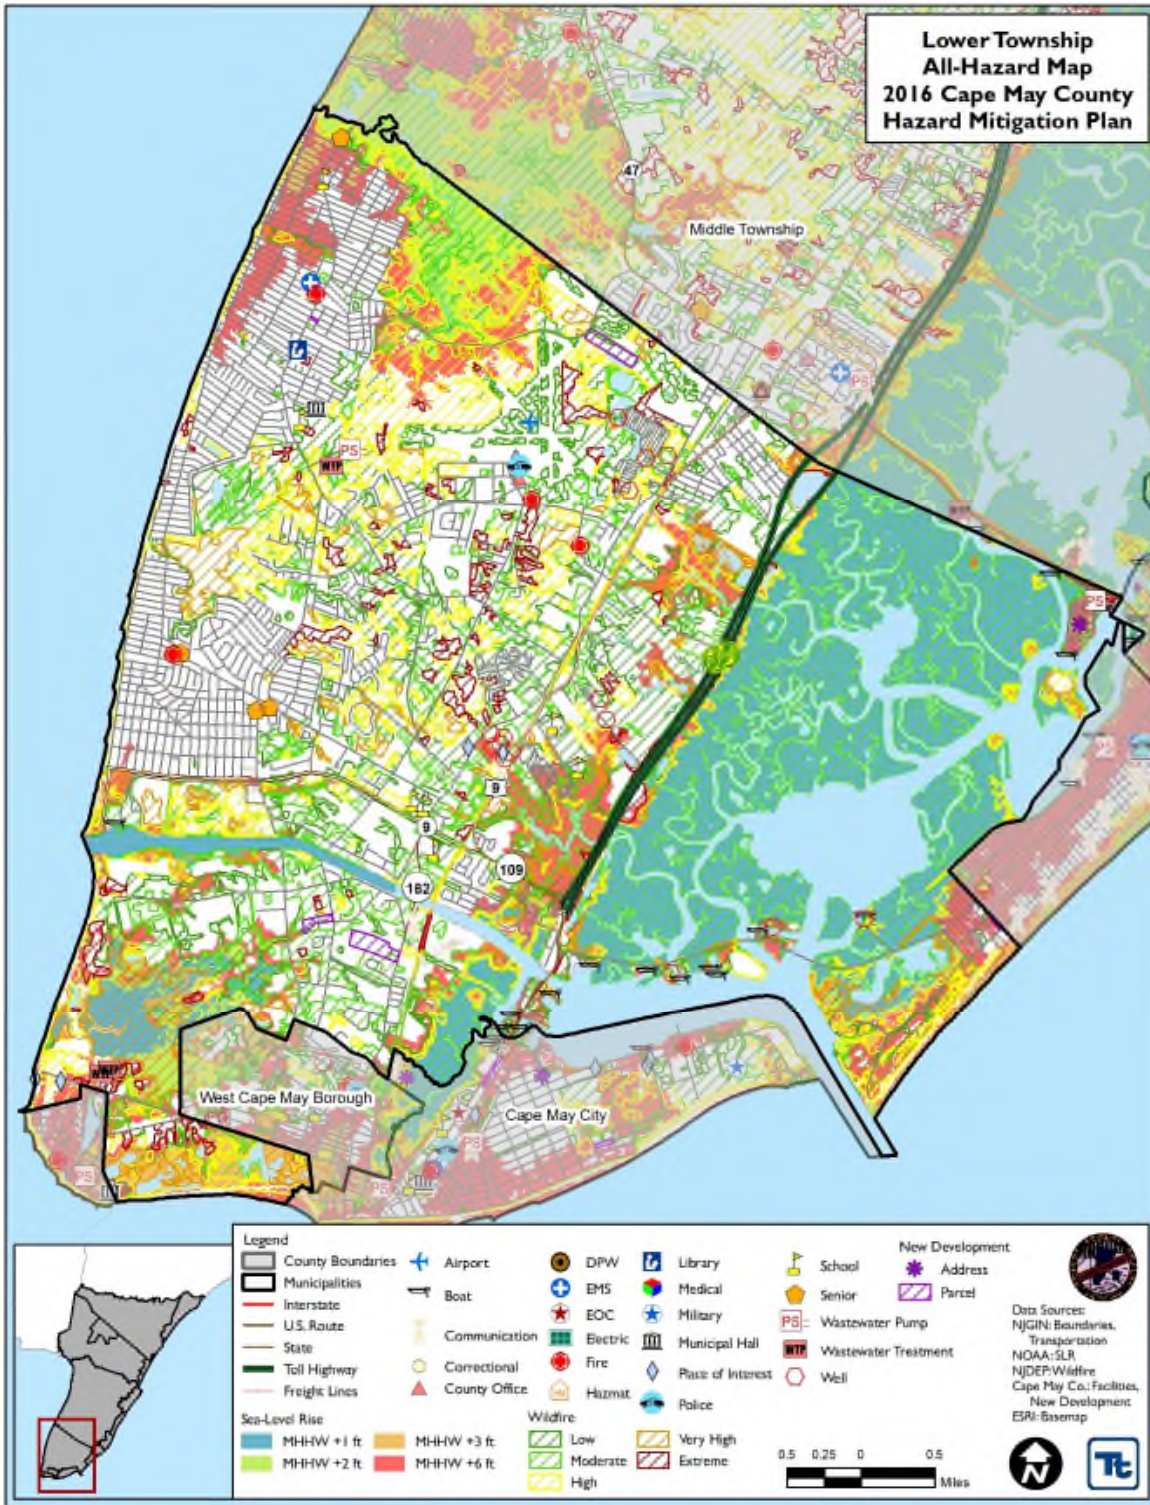 Lower Township
All-Hazard Map
2016 Cape May County
Hazard Mitigation Plan
47
Middle Township
PS
PS
WTP
PS
9
9
109
162
West Cape May Borough
Cape May City
PS
PS
PS
PS
Legend
County Boundaries
Municipalities
Interstate
U.S. Route
State
Toll Highway
Freight Lines
Airport
Boat
Communication
Correctional
County Office
DPW
EMS
EOC
Electric
Fire
Hazmat
Library
Medical
Military
Municipal Hall
Place of Interest
Police
School
Senior
PS
Wastewater Pump
WTP
Wastewater Treatment
Well
New Development
Address
Parcel
Sea-Level Rise
MHHW +1 ft
MHHW +2 ft
MHHW +3 ft
MHHW +6 ft
Wildfire
Low
Moderate
High
Very High
Extreme
Data Sources:
NJGIN: Boundaries,
Transportation
NOAA: SLR
NJDEP: Wildfire
Cape May Co.: Facilities,
New Development
ESRI: Basemap
0.5 0.25 0 0.5
Miles
N
Tt